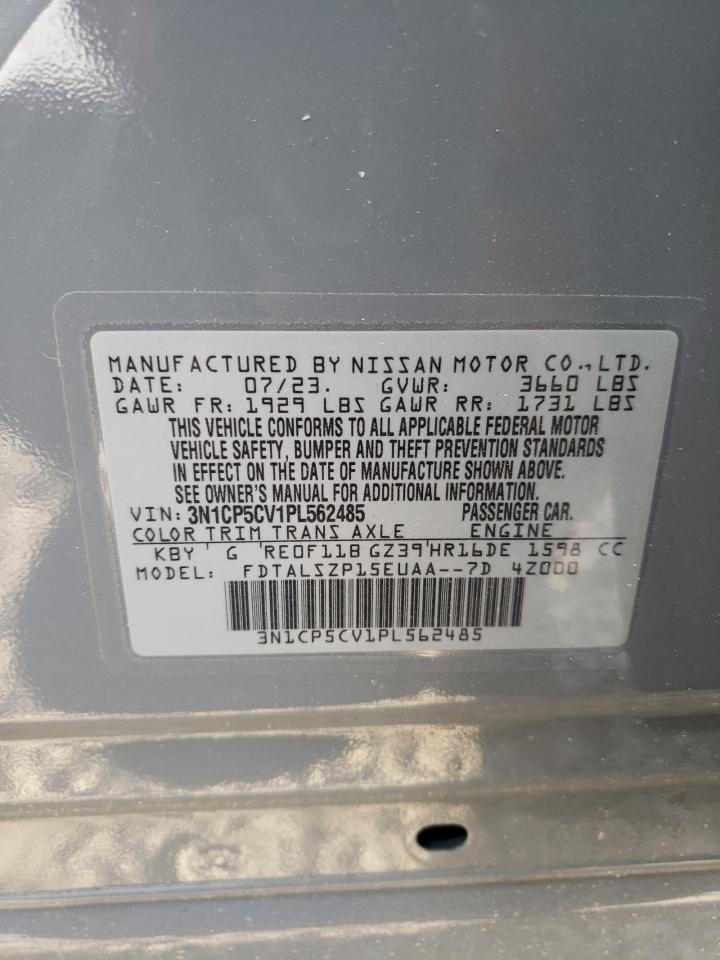 MANUFACTURED BY NISSAN MOTOR CO., LTD.
DATE: 07/23. GVWR: 3660 LBS
GAWR FR: 1929 LBS GAWR RR: 1731 LBS
THIS VEHICLE CONFORMS TO ALL APPLICABLE FEDERAL MOTOR
VEHICLE SAFETY, BUMPER AND THEFT PREVENTION STANDARDS
IN EFFECT ON THE DATE OF MANUFACTURE SHOWN ABOVE.
SEE OWNER'S MANUAL FOR ADDITIONAL INFORMATION.
VIN: 3N1CP5CV1PL562485 PASSENGER CAR.
COLOR TRIM TRANS AXLE ENGINE
KBY G RE0F11B GZ39 HR16DE 1598 CC
MODEL: FDTALSZP15EUAA--7D 4Z000
3N1CP5CV1PL562485